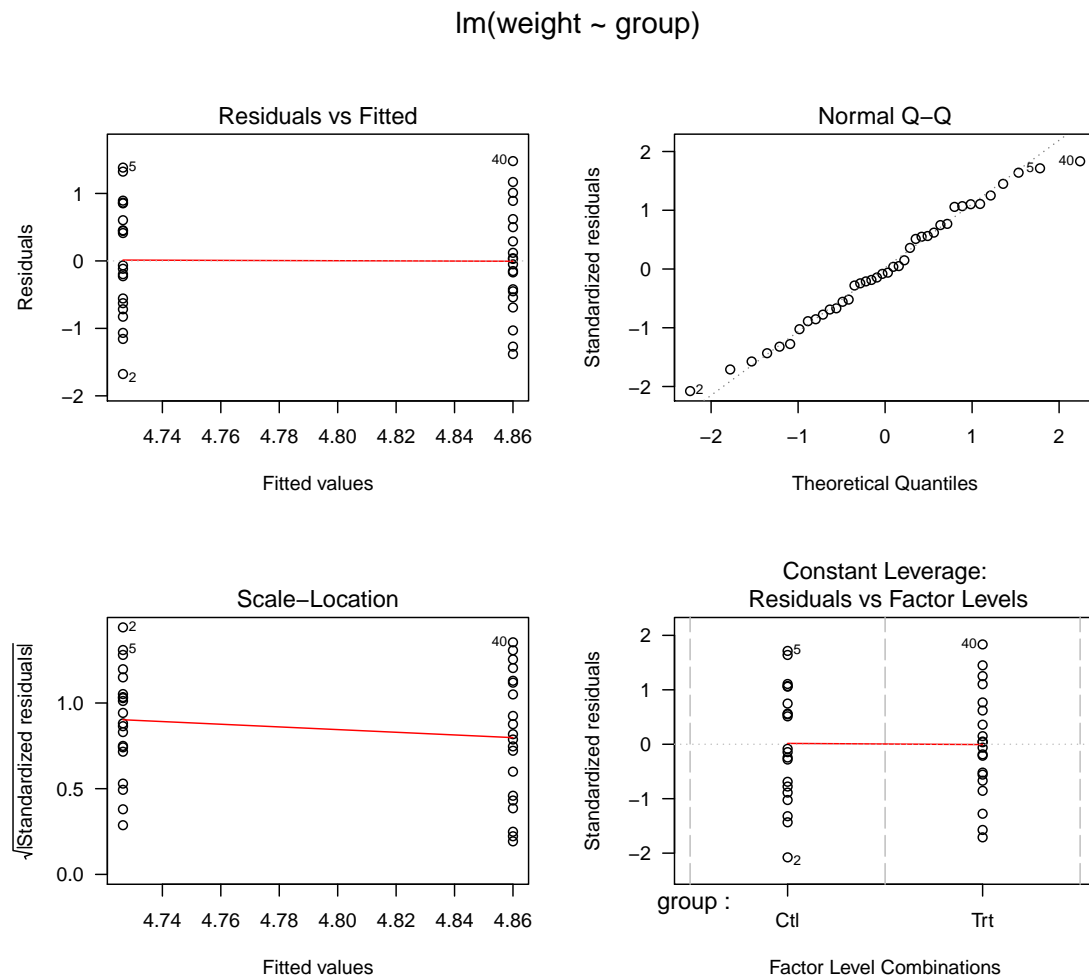 lm(weight ~ group)
Residuals vs Fitted
Residuals
1
0
−1
−2
5
40
2
4.74 4.76 4.78 4.80 4.82 4.84 4.86
Fitted values
Normal Q−Q
Standardized residuals
2
1
0
−1
−2
5
40
2
−2 −1 0 1 2
Theoretical Quantiles
Scale−Location
√|Standardized residuals|
1.0
0.5
0.0
2
5
40
4.74 4.76 4.78 4.80 4.82 4.84 4.86
Fitted values
Constant Leverage:
Residuals vs Factor Levels
Standardized residuals
2
1
0
−1
−2
5
40
2
group :
Ctl Trt
Factor Level Combinations